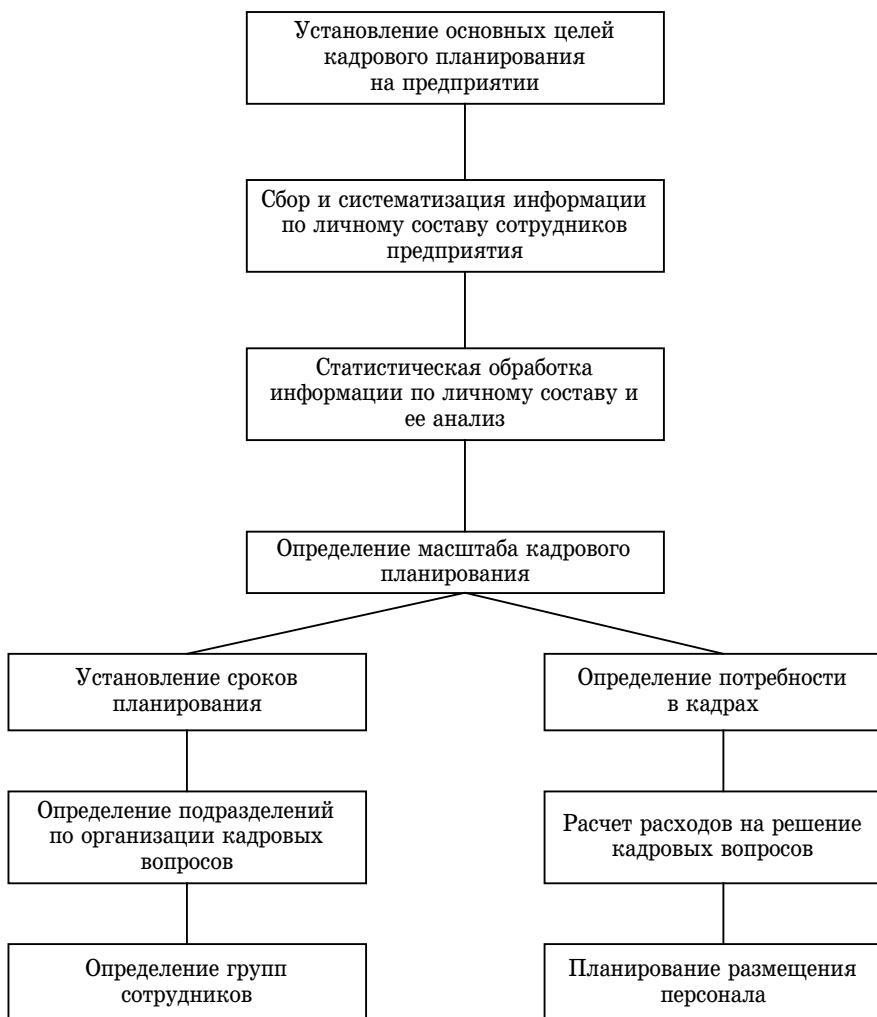 Установление основных целей
кадрового планирования
на предприятии
Сбор и систематизация информации
по личному составу сотрудников
предприятия
Статистическая обработка
информации по личному составу и
ее анализ
Определение масштаба кадрового
планирования
Установление сроков
планирования
Определение подразделений
по организации кадровых
вопросов
Определение групп
сотрудников
Определение потребности
в кадрах
Расчет расходов на решение
кадровых вопросов
Планирование размещения
персонала